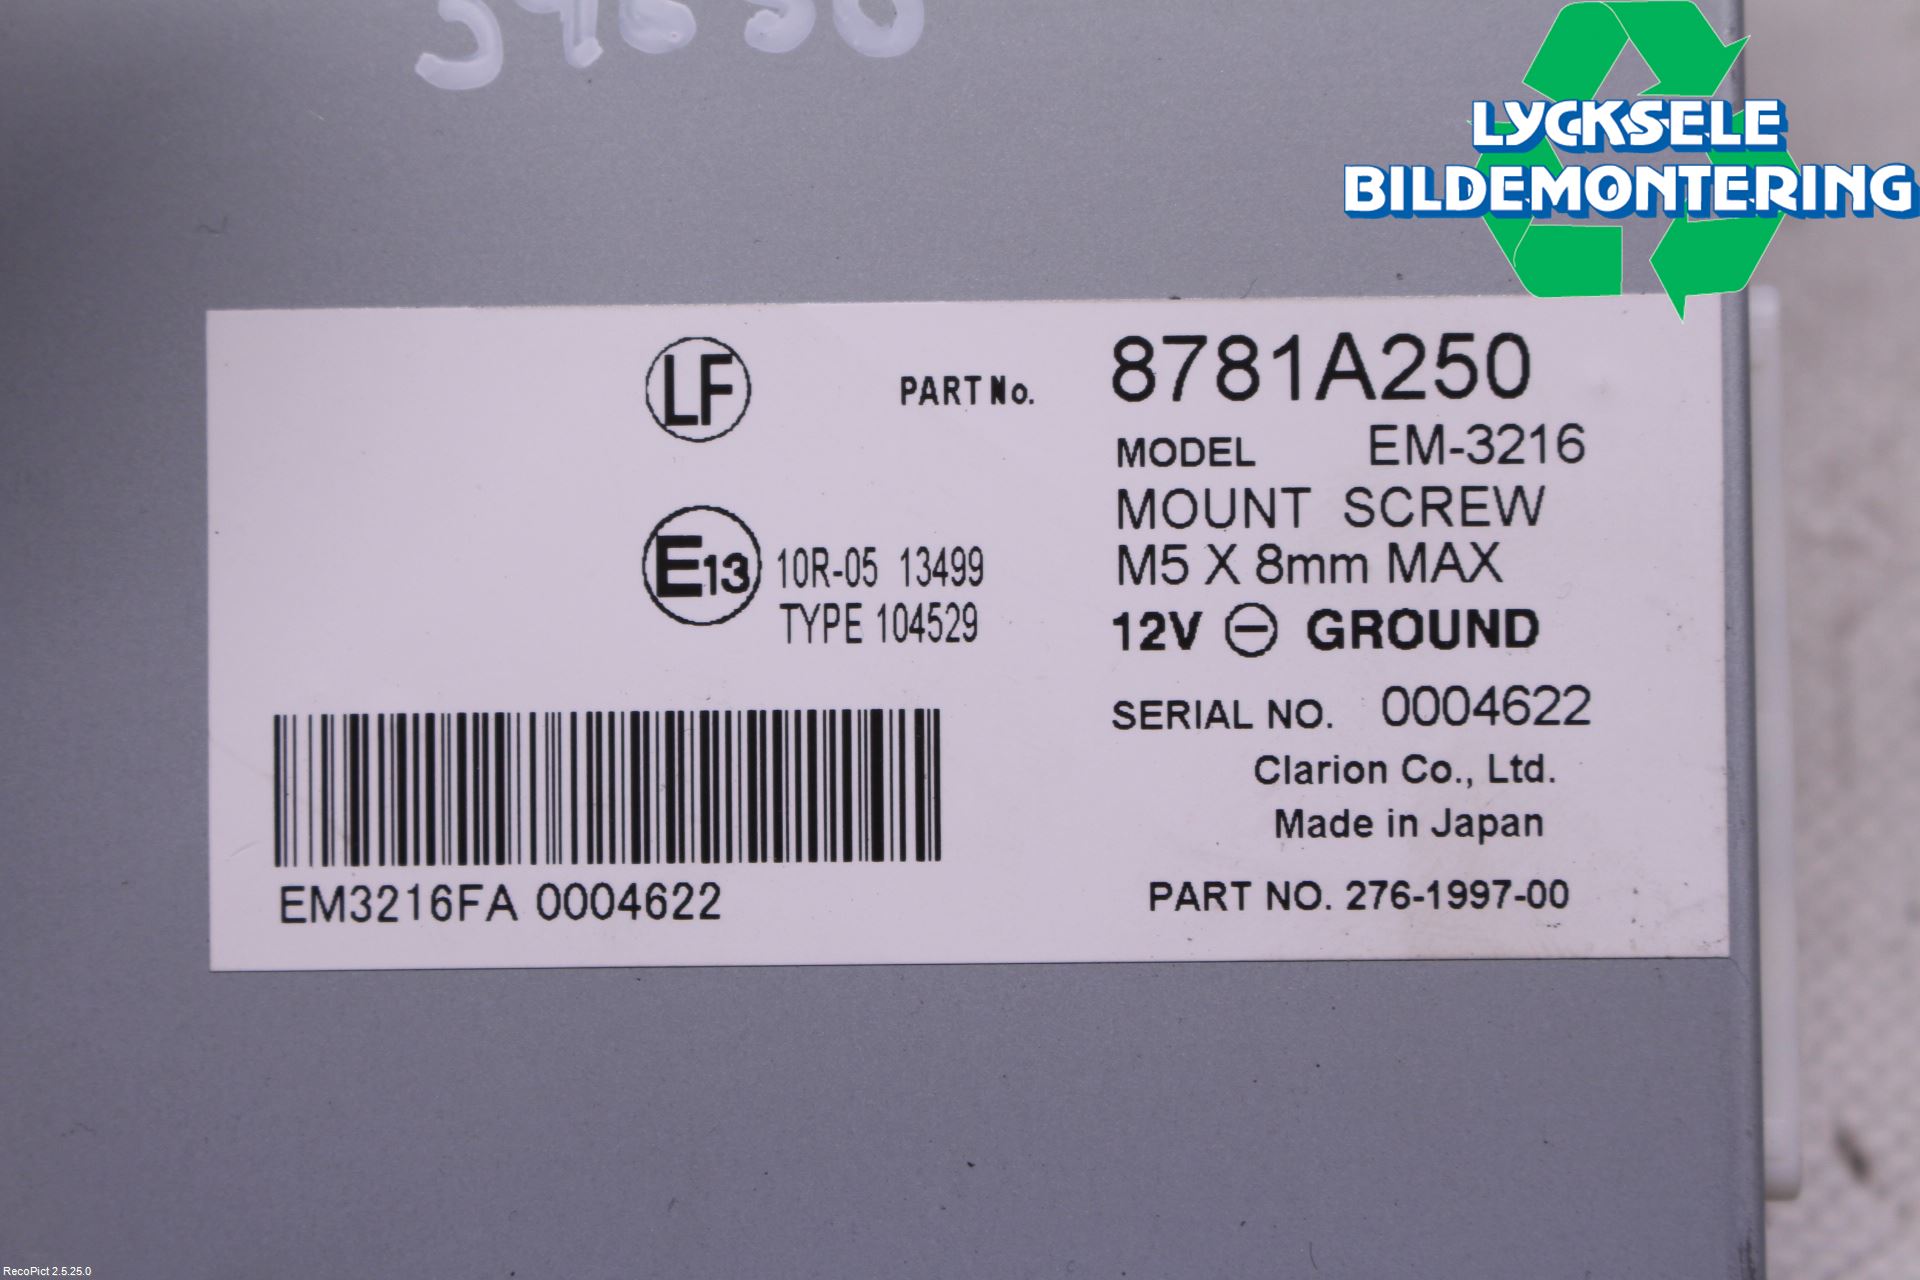 LYCKSELE
BILDEMONTERING
LF
PART No. 8781A250
MODEL EM-3216
MOUNT SCREW
M5 X 8mm MAX
E13 10R-05 13499
TYPE 104529
12V ⊖ GROUND
SERIAL NO. 0004622
Clarion Co., Ltd.
Made in Japan
EM3216FA 0004622
PART NO. 276-1997-00
RecoPict 2.5.25.0